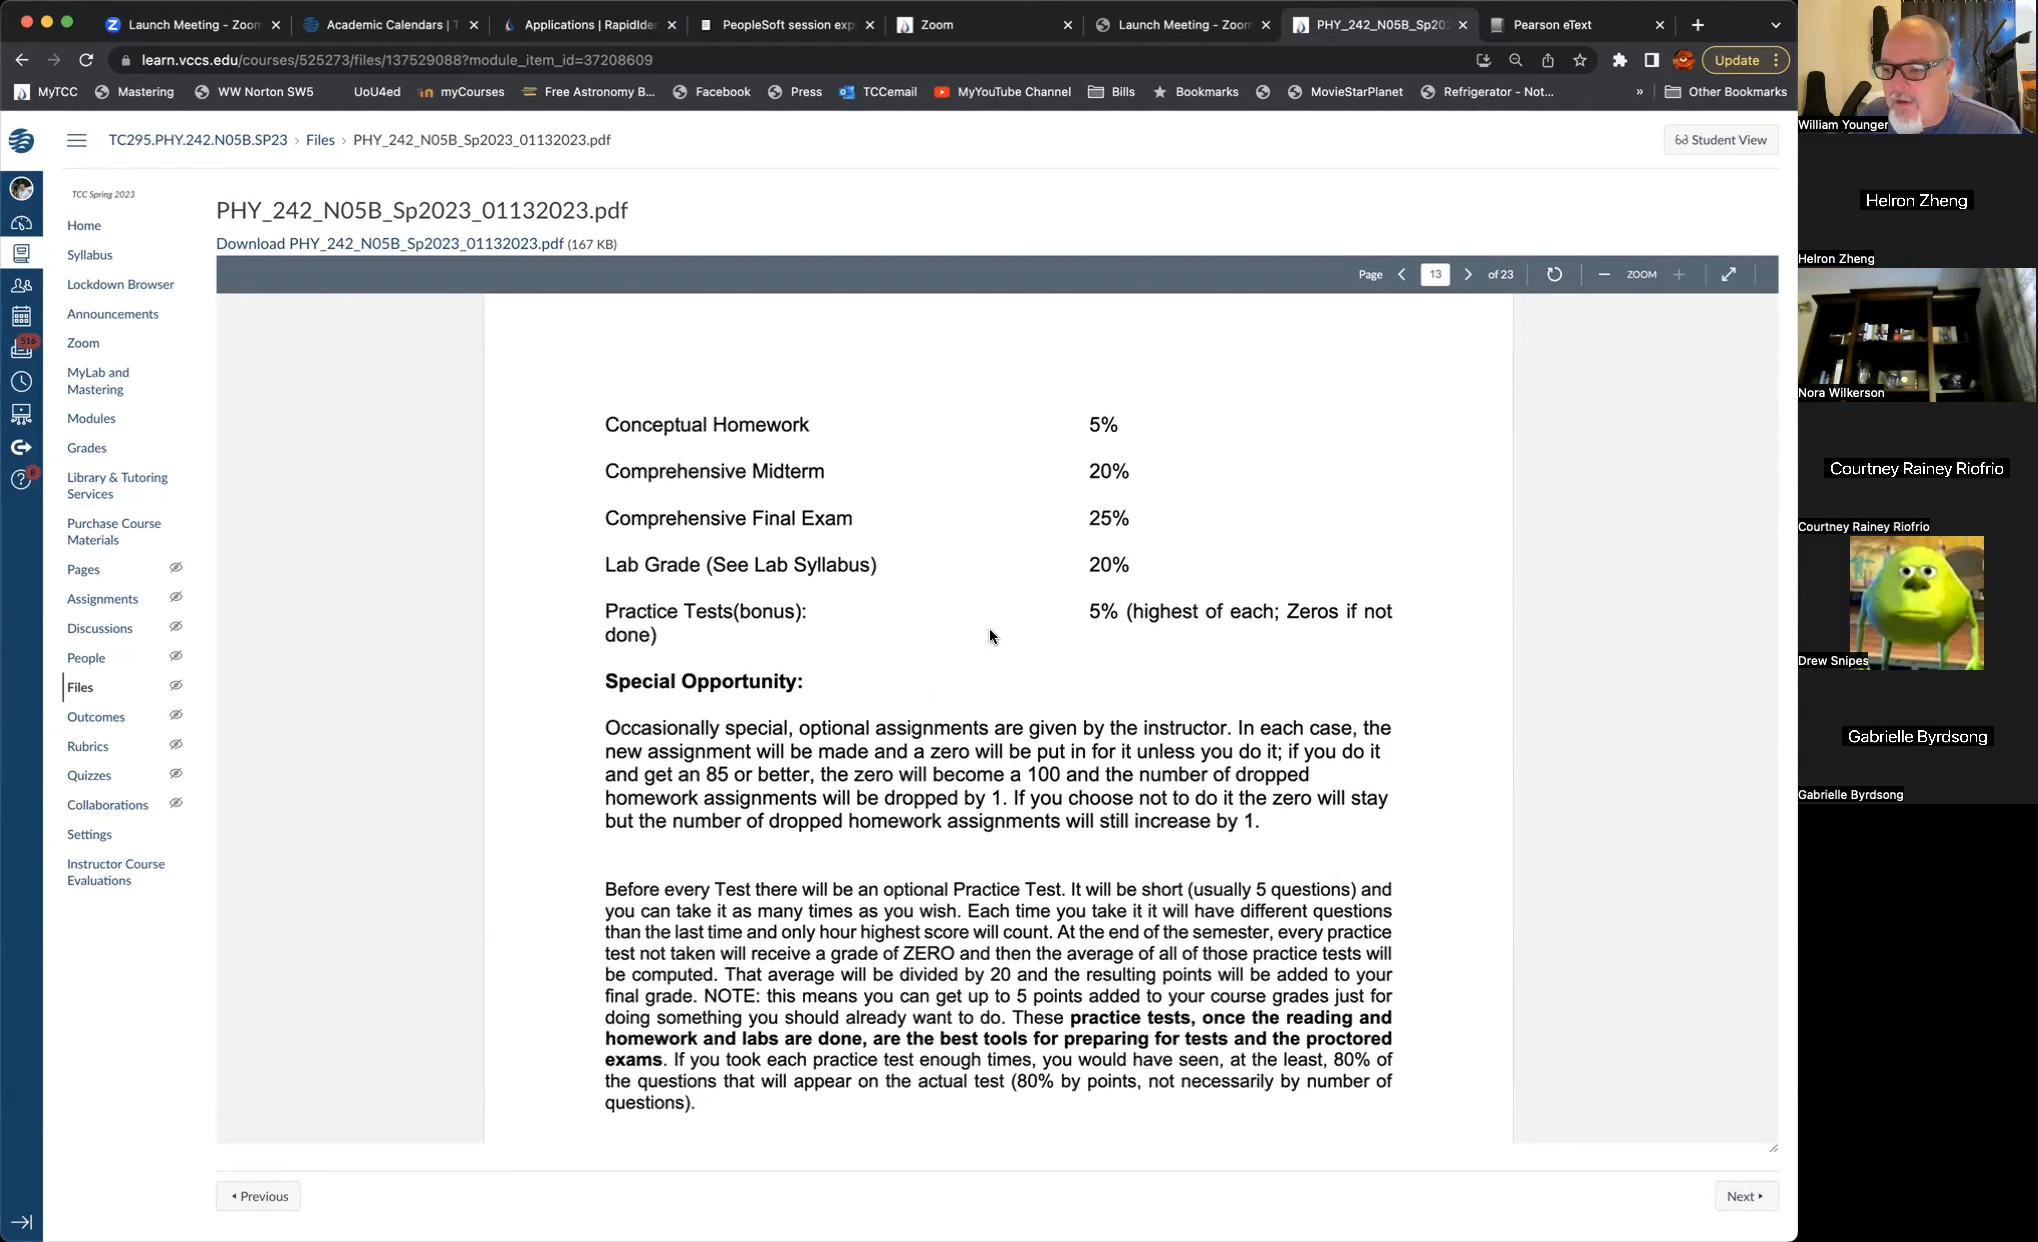 Launch Meeting - Zoom
Academic Calendars | T
Applications | RapidIde
PeopleSoft session exp
Zoom
Launch Meeting - Zoom
PHY_242_N05B_Sp20
Pearson eText
learn.vccs.edu/courses/525273/files/137529088?module_item_id=37208609
Update
MyTCC
Mastering
WW Norton SW5
UoU4ed
myCourses
Free Astronomy B...
Facebook
Press
TCCemail
MyYouTube Channel
Bills
Bookmarks
MovieStarPlanet
Refrigerator - Not...
»
Other Bookmarks
TC295.PHY.242.N05B.SP23 › Files › PHY_242_N05B_Sp2023_01132023.pdf
Student View
516
8
TCC Spring 2023
Home
Syllabus
Lockdown Browser
Announcements
Zoom
MyLab and
Mastering
Modules
Grades
Library & Tutoring
Services
Purchase Course
Materials
Pages
Assignments
Discussions
People
Files
Outcomes
Rubrics
Quizzes
Collaborations
Settings
Instructor Course
Evaluations
PHY_242_N05B_Sp2023_01132023.pdf
Download PHY_242_N05B_Sp2023_01132023.pdf (167 KB)
Page 13 of 23 ZOOM
Conceptual Homework 5%
Comprehensive Midterm 20%
Comprehensive Final Exam 25%
Lab Grade (See Lab Syllabus) 20%
Practice Tests(bonus): 5% (highest of each; Zeros if not
done)
Special Opportunity:
Occasionally special, optional assignments are given by the instructor. In each case, the
new assignment will be made and a zero will be put in for it unless you do it; if you do it
and get an 85 or better, the zero will become a 100 and the number of dropped
homework assignments will be dropped by 1. If you choose not to do it the zero will stay
but the number of dropped homework assignments will still increase by 1.
Before every Test there will be an optional Practice Test. It will be short (usually 5 questions) and
you can take it as many times as you wish. Each time you take it it will have different questions
than the last time and only hour highest score will count. At the end of the semester, every practice
test not taken will receive a grade of ZERO and then the average of all of those practice tests will
be computed. That average will be divided by 20 and the resulting points will be added to your
final grade. NOTE: this means you can get up to 5 points added to your course grades just for
doing something you should already want to do. These practice tests, once the reading and
homework and labs are done, are the best tools for preparing for tests and the proctored
exams. If you took each practice test enough times, you would have seen, at the least, 80% of
the questions that will appear on the actual test (80% by points, not necessarily by number of
questions).
Previous
Next
William Younger
Helron Zheng
Helron Zheng
Nora Wilkerson
Courtney Rainey Riofrio
Courtney Rainey Riofrio
Drew Snipes
Gabrielle Byrdsong
Gabrielle Byrdsong